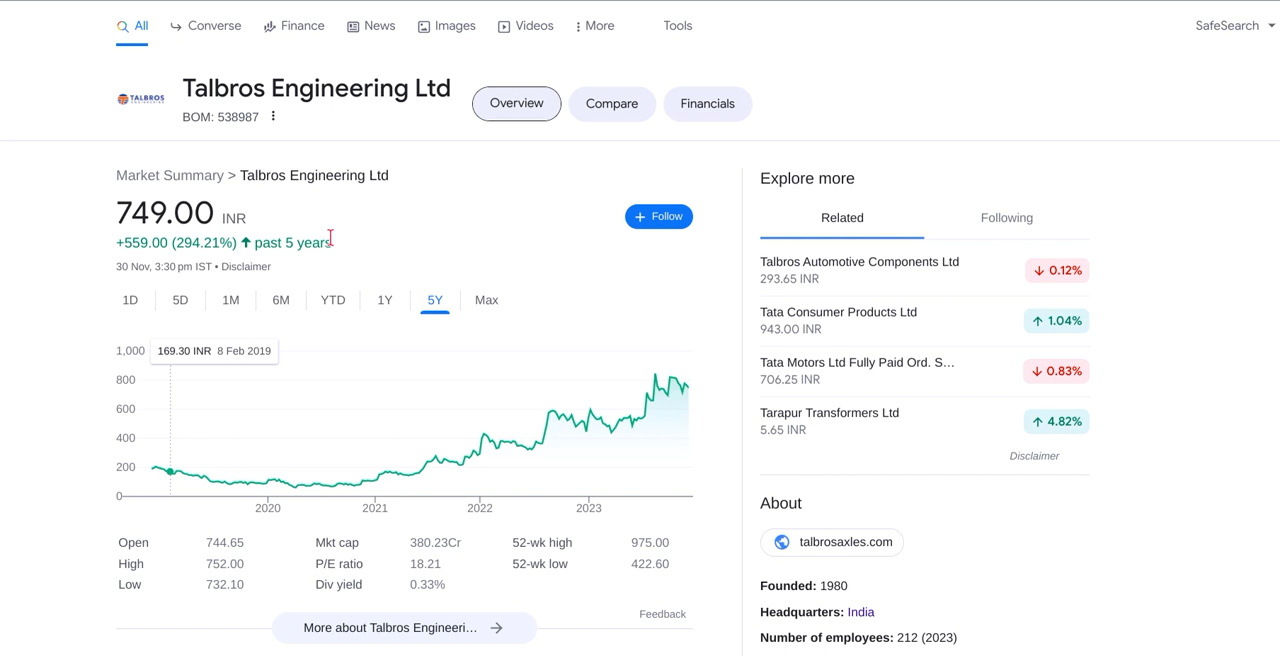 All Converse Finance News Images Videos More Tools SafeSearch
TALBROS
ENGINEERING
Talbros Engineering Ltd
BOM: 538987
Overview Compare Financials
Market Summary > Talbros Engineering Ltd
749.00 INR
+ Follow
+559.00 (294.21%) ↑ past 5 years
30 Nov, 3:30 pm IST • Disclaimer
1D 5D 1M 6M YTD 1Y 5Y Max
169.30 INR 8 Feb 2019
1,000
800
600
400
200
0
2020 2021 2022 2023
Open 744.65 Mkt cap 380.23Cr 52-wk high 975.00
High 752.00 P/E ratio 18.21 52-wk low 422.60
Low 732.10 Div yield 0.33%
Feedback
More about Talbros Engineeri... →
Explore more
Related Following
Talbros Automotive Components Ltd
293.65 INR
↓ 0.12%
Tata Consumer Products Ltd
943.00 INR
↑ 1.04%
Tata Motors Ltd Fully Paid Ord. S...
706.25 INR
↓ 0.83%
Tarapur Transformers Ltd
5.65 INR
↑ 4.82%
Disclaimer
About
talbrosaxles.com
Founded: 1980
Headquarters: India
Number of employees: 212 (2023)